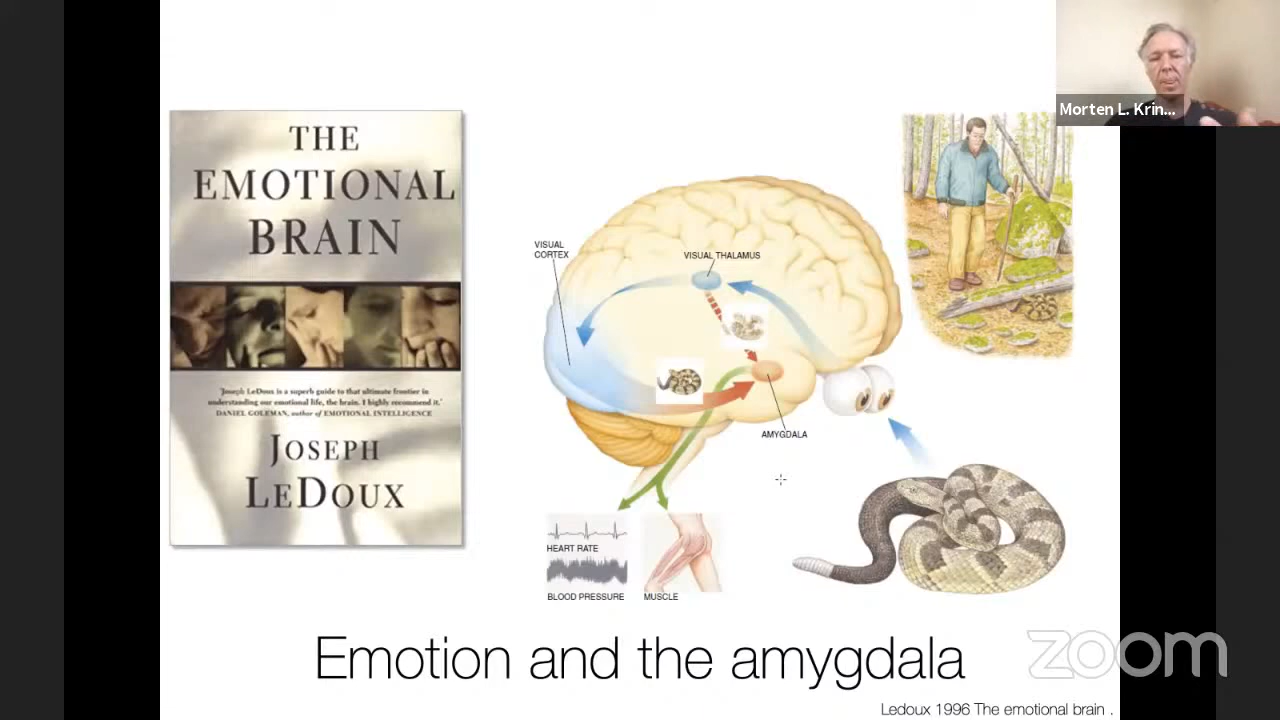 Morten L. Krin...
THE
EMOTIONAL
BRAIN
'Joseph LeDoux is a superb guide to that ultimate frontier in
understanding our emotional life, the brain. I highly recommend it.'
DANIEL GOLEMAN, author of EMOTIONAL INTELLIGENCE
JOSEPH
LEDOUX
VISUAL
CORTEX
VISUAL THALAMUS
AMYGDALA
HEART RATE
BLOOD PRESSURE
MUSCLE
Emotion and the amygdala
zoom
Ledoux 1996 The emotional brain .